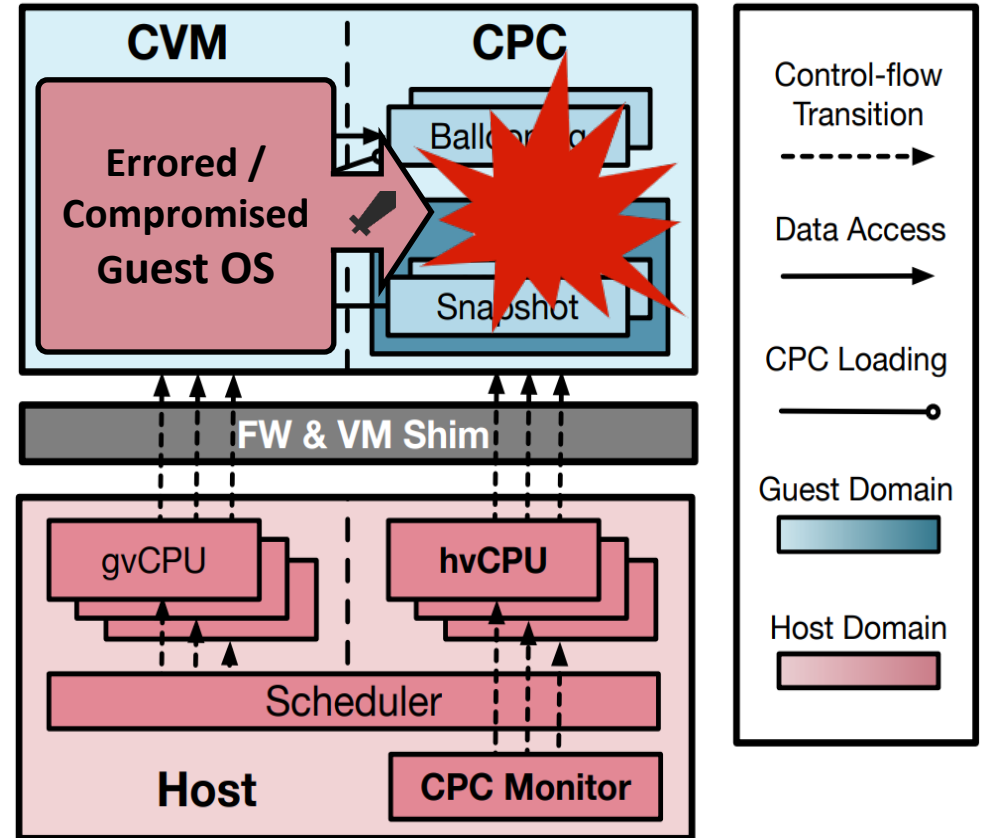 CVM
CPC
Errored /
Compromised
Guest OS
Snapshot
FW & VM Shim
gvCPU
hvCPU
Scheduler
Host
CPC Monitor
Control-flow
Transition
Data Access
CPC Loading
Guest Domain
Host Domain